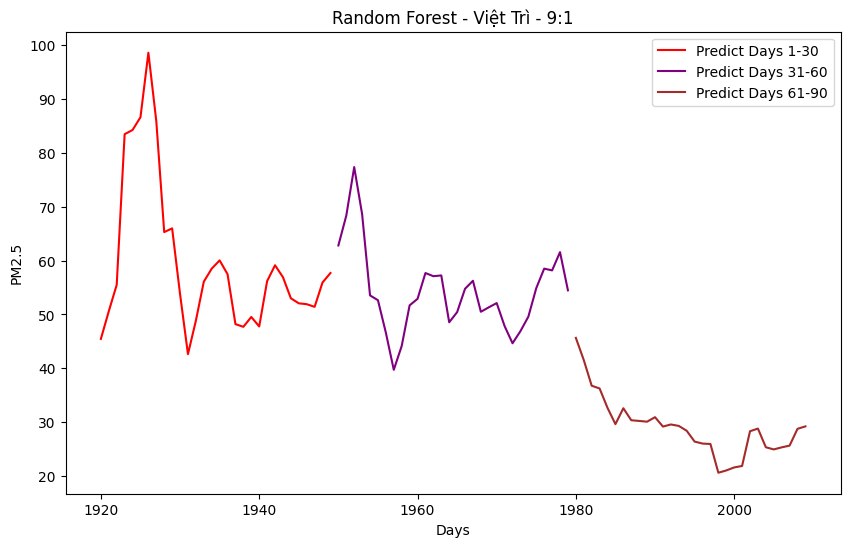 Random Forest - Việt Trì - 9:1
Predict Days 1-30
Predict Days 31-60
Predict Days 61-90
PM2.5
100
90
80
70
60
50
40
30
20
1920
1940
1960
1980
2000
Days